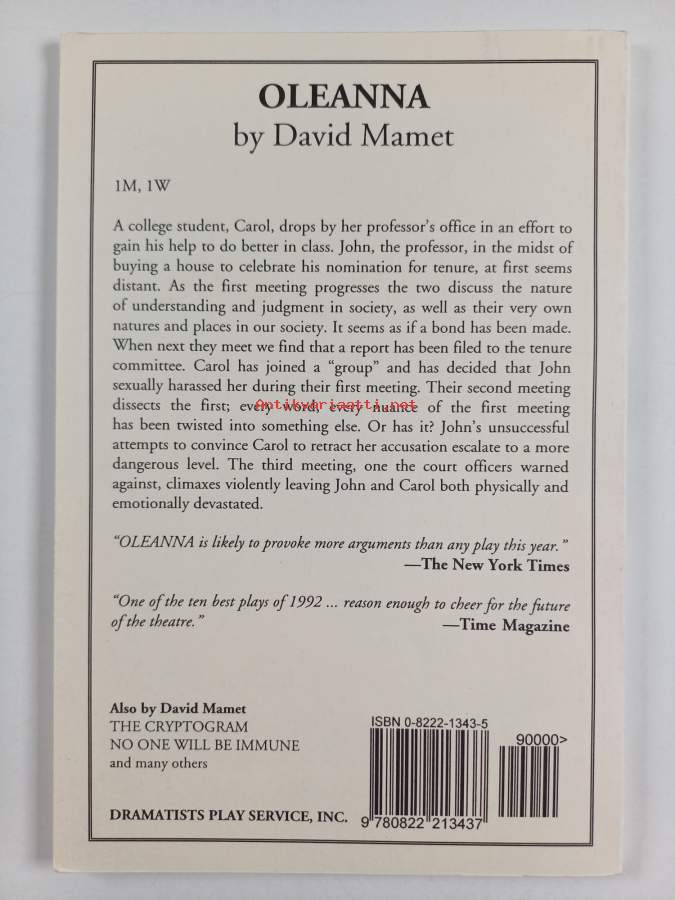 OLEANNA
by David Mamet
1M, 1W
A college student, Carol, drops by her professor's office in an effort to
gain his help to do better in class. John, the professor, in the midst of
buying a house to celebrate his nomination for tenure, at first seems
distant. As the first meeting progresses the two discuss the nature
of understanding and judgment in society, as well as their very own
natures and places in our society. It seems as if a bond has been made.
When next they meet we find that a report has been filed to the tenure
committee. Carol has joined a “group” and has decided that John
sexually harassed her during their first meeting. Their second meeting
dissects the first; every word, every nuance of the first meeting
Antikvariaatti.net
has been twisted into something else. Or has it? John's unsuccessful
attempts to convince Carol to retract her accusation escalate to a more
dangerous level. The third meeting, one the court officers warned
against, climaxes violently leaving John and Carol both physically and
emotionally devastated.
“OLEANNA is likely to provoke more arguments than any play this year.”
—The New York Times
“One of the ten best plays of 1992 ... reason enough to cheer for the future
of the theatre.”
—Time Magazine
Also by David Mamet
THE CRYPTOGRAM
NO ONE WILL BE IMMUNE
and many others
DRAMATISTS PLAY SERVICE, INC.
ISBN 0-8222-1343-5
90000>
9 780822 213437